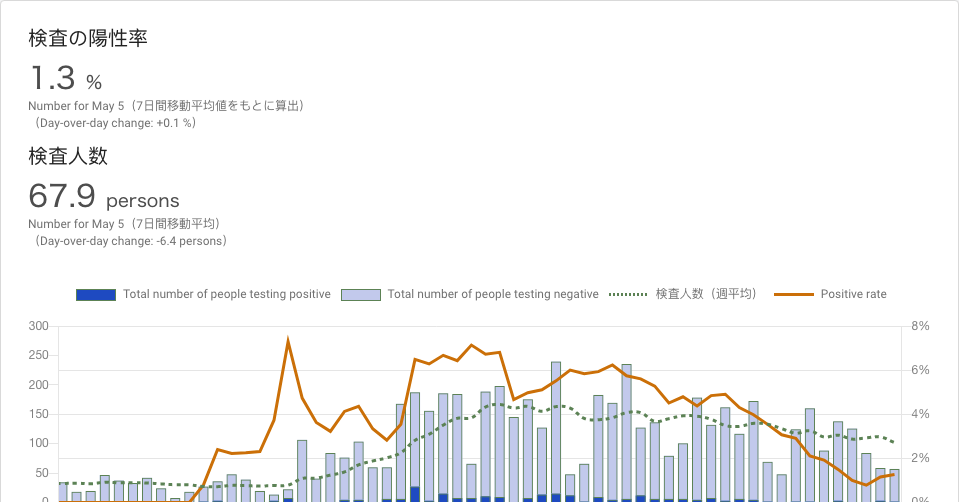 検査の陽性率
1.3 %
Number for May 5（7日間移動平均値をもとに算出）
（Day-over-day change: +0.1 %）
検査人数
67.9 persons
Number for May 5（7日間移動平均）
（Day-over-day change: -6.4 persons）
Total number of people testing positive Total number of people testing negative 検査人数（週平均） Positive rate
300 8%
250
200 6%
150 4%
100
50 2%
0 0%